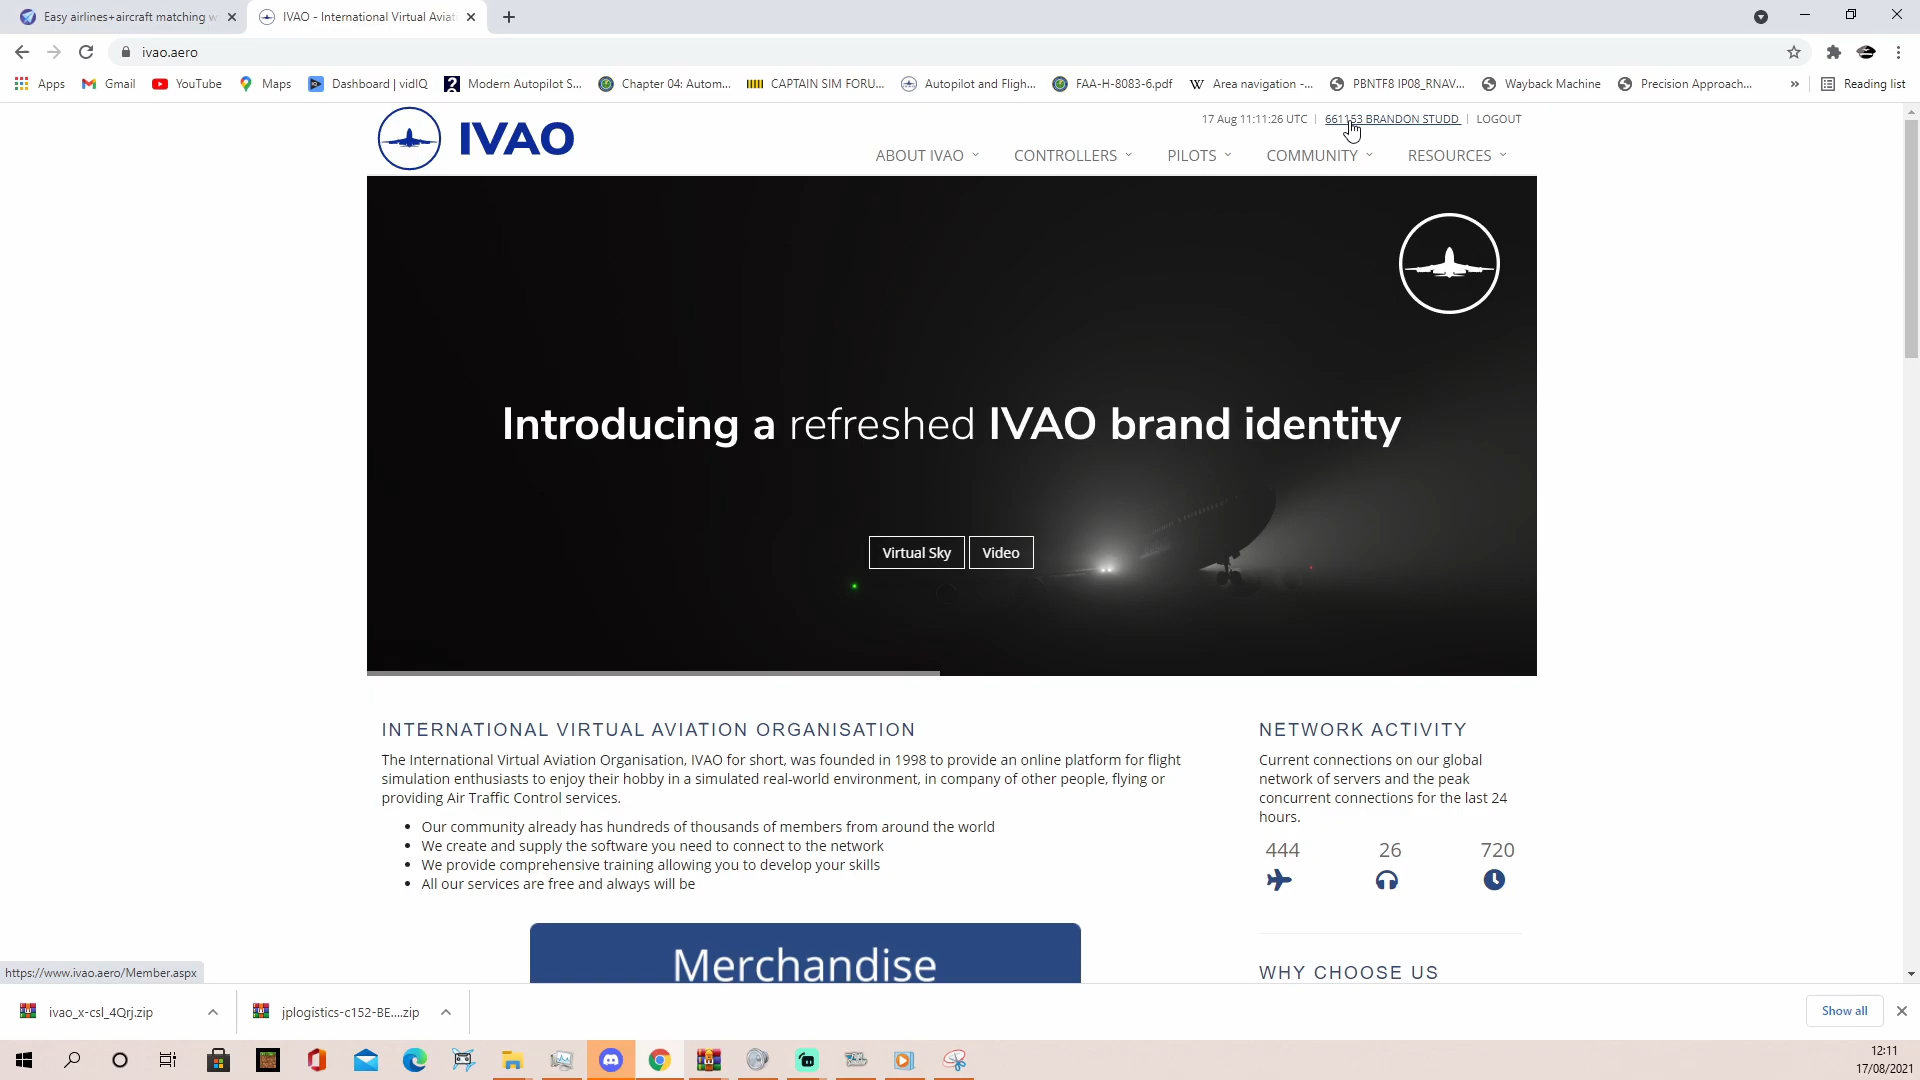 Easy airlines+aircraft matching w
IVAO - International Virtual Aviati
ivao.aero
Apps
Gmail
YouTube
Maps
Dashboard | vidIQ
Modern Autopilot S...
Chapter 04: Autom...
CAPTAIN SIM FORU...
Autopilot and Fligh...
FAA-H-8083-6.pdf
Area navigation -...
PBNTF8 IP08_RNAV...
Wayback Machine
Precision Approach...
»
Reading list
17 Aug 11:11:26 UTC | 661153 BRANDON STUDD | LOGOUT
IVAO
ABOUT IVAO
CONTROLLERS
PILOTS
COMMUNITY
RESOURCES
Introducing a refreshed IVAO brand identity
Virtual Sky
Video
INTERNATIONAL VIRTUAL AVIATION ORGANISATION
The International Virtual Aviation Organisation, IVAO for short, was founded in 1998 to provide an online platform for flight
simulation enthusiasts to enjoy their hobby in a simulated real-world environment, in company of other people, flying or
providing Air Traffic Control services.
• Our community already has hundreds of thousands of members from around the world
• We create and supply the software you need to connect to the network
• We provide comprehensive training allowing you to develop your skills
• All our services are free and always will be
Merchandise
NETWORK ACTIVITY
Current connections on our global
network of servers and the peak
concurrent connections for the last 24
hours.
444 26 720
WHY CHOOSE US
https://www.ivao.aero/Member.aspx
ivao_x-csl_4Qrj.zip
jplogistics-c152-BE....zip
Show all
12:11
17/08/2021